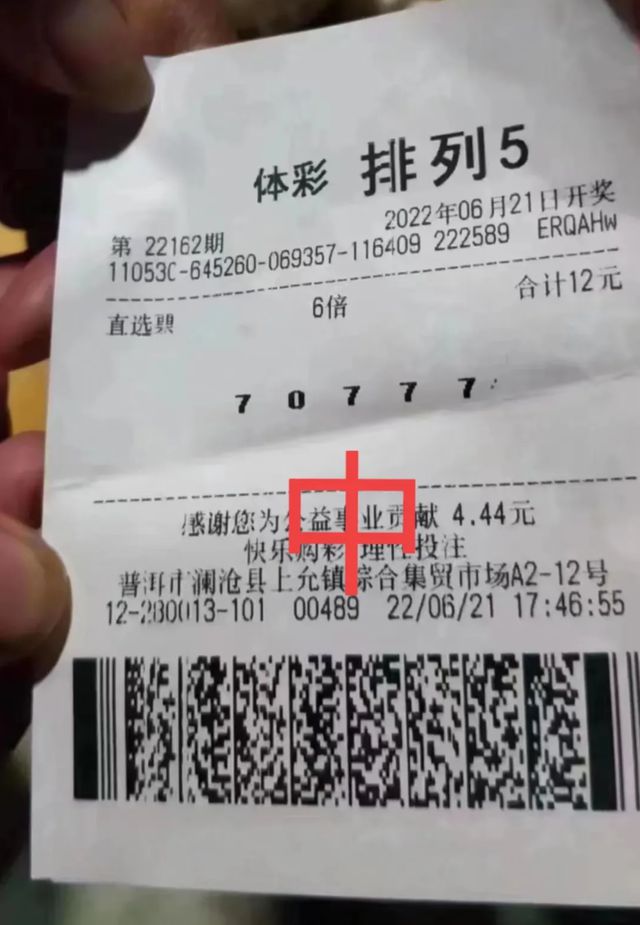 体彩 排列5
第 22162期 2022年06月21日开奖
11053C-645260-069357-116409 222589 ERQAHW
直选票 6倍 合计12元
7 0 7 7 7
中
感谢您为公益事业贡献 4.44元
快乐购彩 理性投注
普洱市澜沧县上允镇综合集贸市场A2-12号
12-280013-101 00489 22/06/21 17:46:55